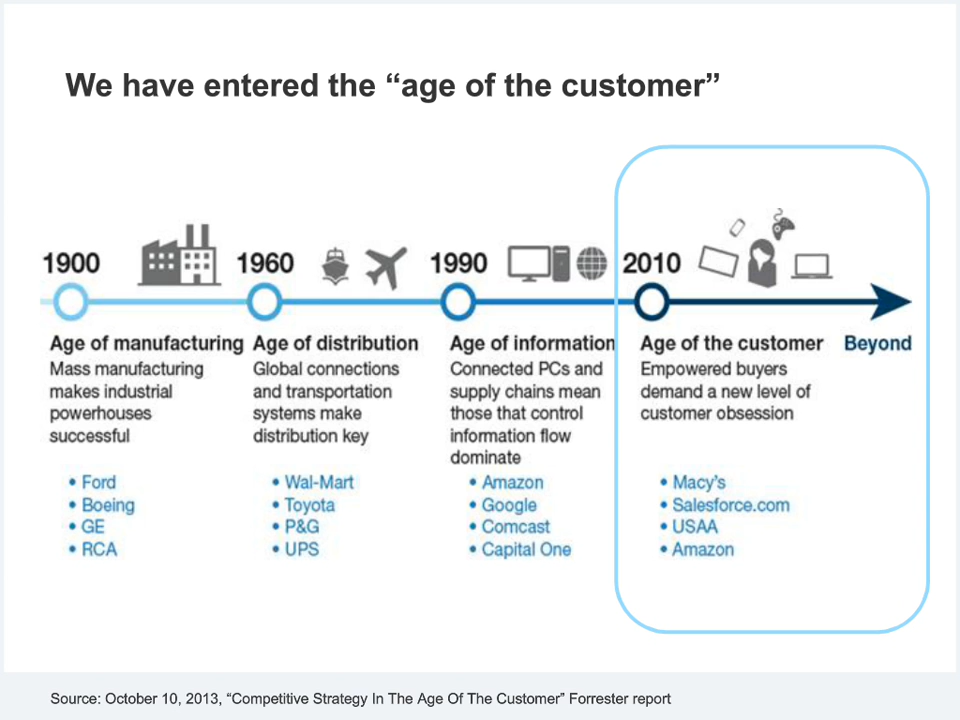 We have entered the “age of the customer”
1900
Age of manufacturing
Mass manufacturing
makes industrial
powerhouses
successful
• Ford
• Boeing
• GE
• RCA
1960
Age of distribution
Global connections
and transportation
systems make
distribution key
• Wal-Mart
• Toyota
• P&G
• UPS
1990
Age of information
Connected PCs and
supply chains mean
those that control
information flow
dominate
• Amazon
• Google
• Comcast
• Capital One
2010
Age of the customer
Empowered buyers
demand a new level of
customer obsession
• Macy’s
• Salesforce.com
• USAA
• Amazon
Beyond
Source: October 10, 2013, “Competitive Strategy In The Age Of The Customer” Forrester report